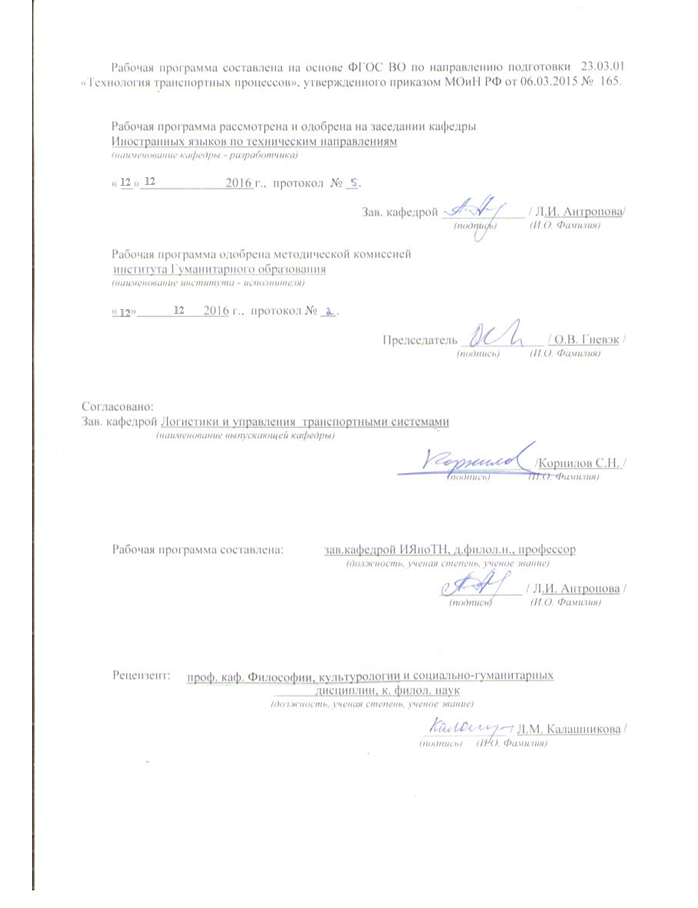 Рабочая программа составлена на основе ФГОС ВО по направлению подготовки 23.03.01
«Технология транспортных процессов», утвержденного приказом МОиН РФ от 06.03.2015 № 165.
Рабочая программа рассмотрена и одобрена на заседании кафедры
Иностранных языков по техническим направлениям
(наименование кафедры - разработчика)
« 12 » 12 2016 г., протокол № 5.
Зав. кафедрой / Л.И. Антропова/
(подпись) (И.О. Фамилия)
Рабочая программа одобрена методической комиссией
института Гуманитарного образования
(наименование института - исполнителя)
«12» 12 2016 г., протокол № 2.
Председатель / О.В. Гневэк /
(подпись) (И.О. Фамилия)
Согласовано:
Зав. кафедрой Логистики и управления транспортными системами
(наименование выпускающей кафедры)
/Корнилов С.Н. /
(подпись) (И.О. Фамилия)
Рабочая программа составлена: зав.кафедрой ИЯпоТН, д.филол.н., профессор
(должность, ученая степень, ученое звание)
/ Л.И. Антропова /
(подпись) (И.О. Фамилия)
Рецензент: проф. каф. Философии, культурологии и социально-гуманитарных
дисциплин, к. филол. наук
(должность, ученая степень, ученое звание)
Л.М. Калашникова /
(подпись) (И.О. Фамилия)